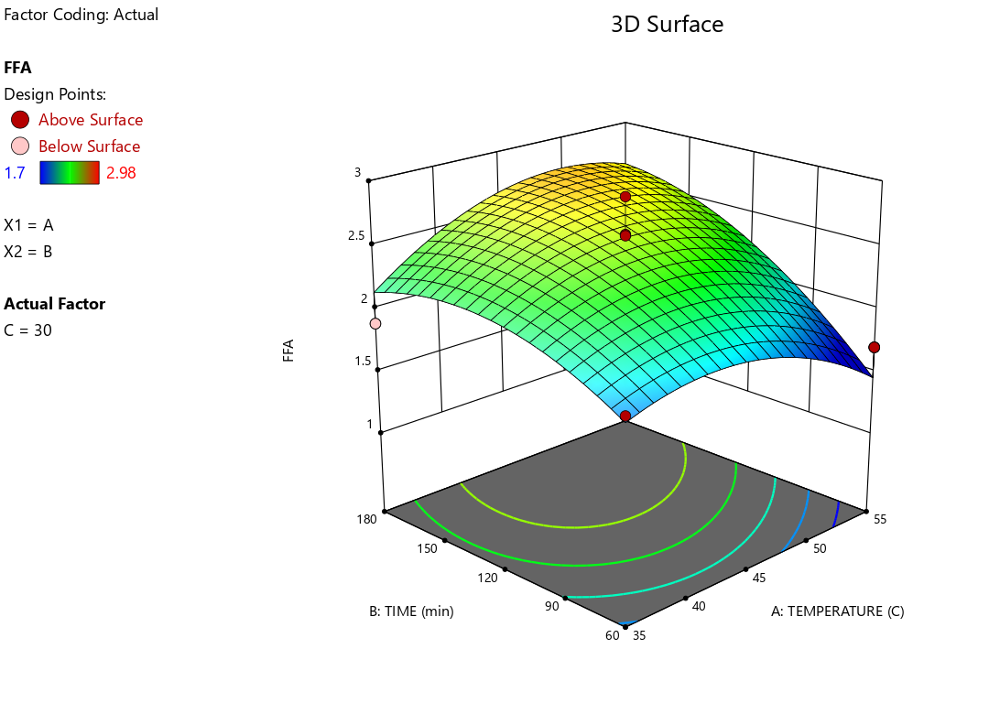 Factor Coding: Actual
3D Surface
FFA
Design Points:
Above Surface
Below Surface
1.7 2.98
X1 = A
X2 = B
Actual Factor
C = 30
3
2.5
2
1.5
1
FFA
180
150
120
90
60
35
40
45
50
55
B: TIME (min)
A: TEMPERATURE (C)